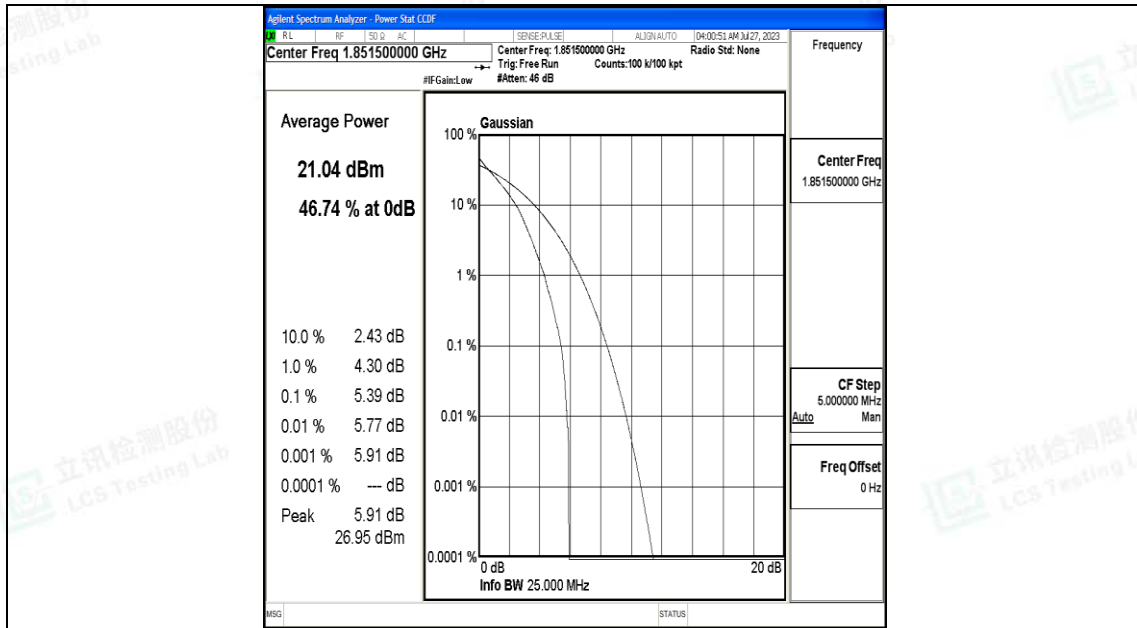 Agilent Spectrum Analyzer - Power Stat CCDF
LXI RL RF 50 Ω AC SENSE:PULSE ALIGN AUTO 04:00:51 AM Jul 27, 2023
Center Freq 1.851500000 GHz
Center Freq: 1.851500000 GHz Radio Std: None
Trig: Free Run Counts:100 k/100 kpt
#IFGain:Low #Atten: 46 dB
Frequency
Average Power
21.04 dBm
46.74 % at 0dB
10.0 % 2.43 dB
1.0 % 4.30 dB
0.1 % 5.39 dB
0.01 % 5.77 dB
0.001 % 5.91 dB
0.0001 % --- dB
Peak 5.91 dB
26.95 dBm
Gaussian
100 %
10 %
1 %
0.1 %
0.01 %
0.001 %
0.0001 %
0 dB 20 dB
Info BW 25.000 MHz
Center Freq
1.851500000 GHz
CF Step
5.000000 MHz
Auto Man
Freq Offset
0 Hz
MSG STATUS
立讯检测股份
LCS Testing Lab